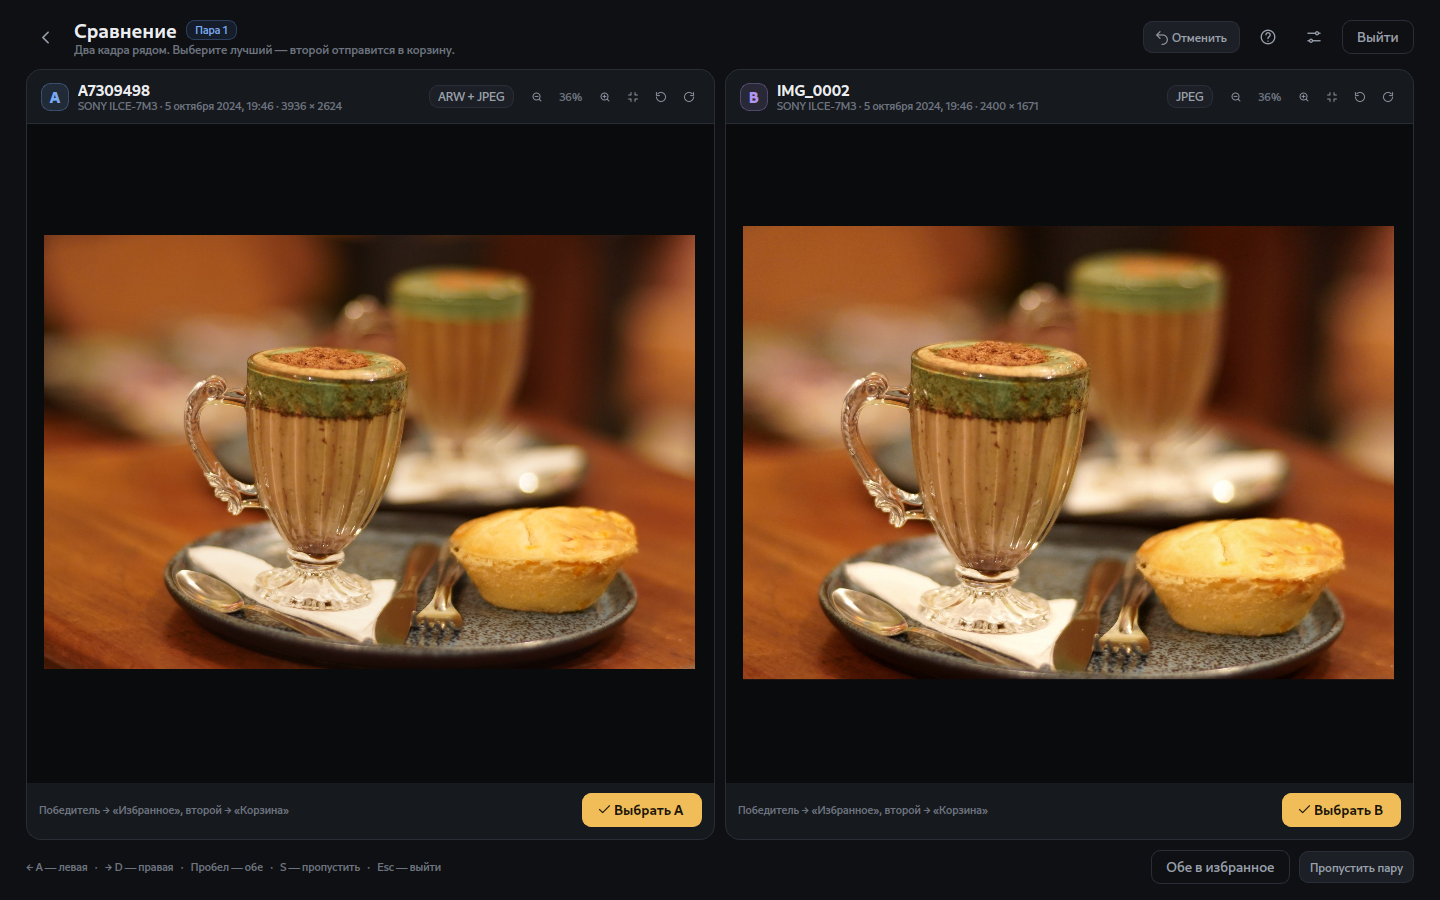 Сравнение
Пара 1
Два кадра рядом. Выберите лучший — второй отправится в корзину.
Отменить
Выйти
A
A7309498
SONY ILCE-7M3 · 5 октября 2024, 19:46 · 3936 × 2624
ARW + JPEG
36%
B
IMG_0002
SONY ILCE-7M3 · 5 октября 2024, 19:46 · 2400 × 1671
JPEG
36%
Победитель → «Избранное», второй → «Корзина»
Выбрать A
Победитель → «Избранное», второй → «Корзина»
Выбрать B
← A — левая · → D — правая · Пробел — обе · S — пропустить · Esc — выйти
Обе в избранное
Пропустить пару